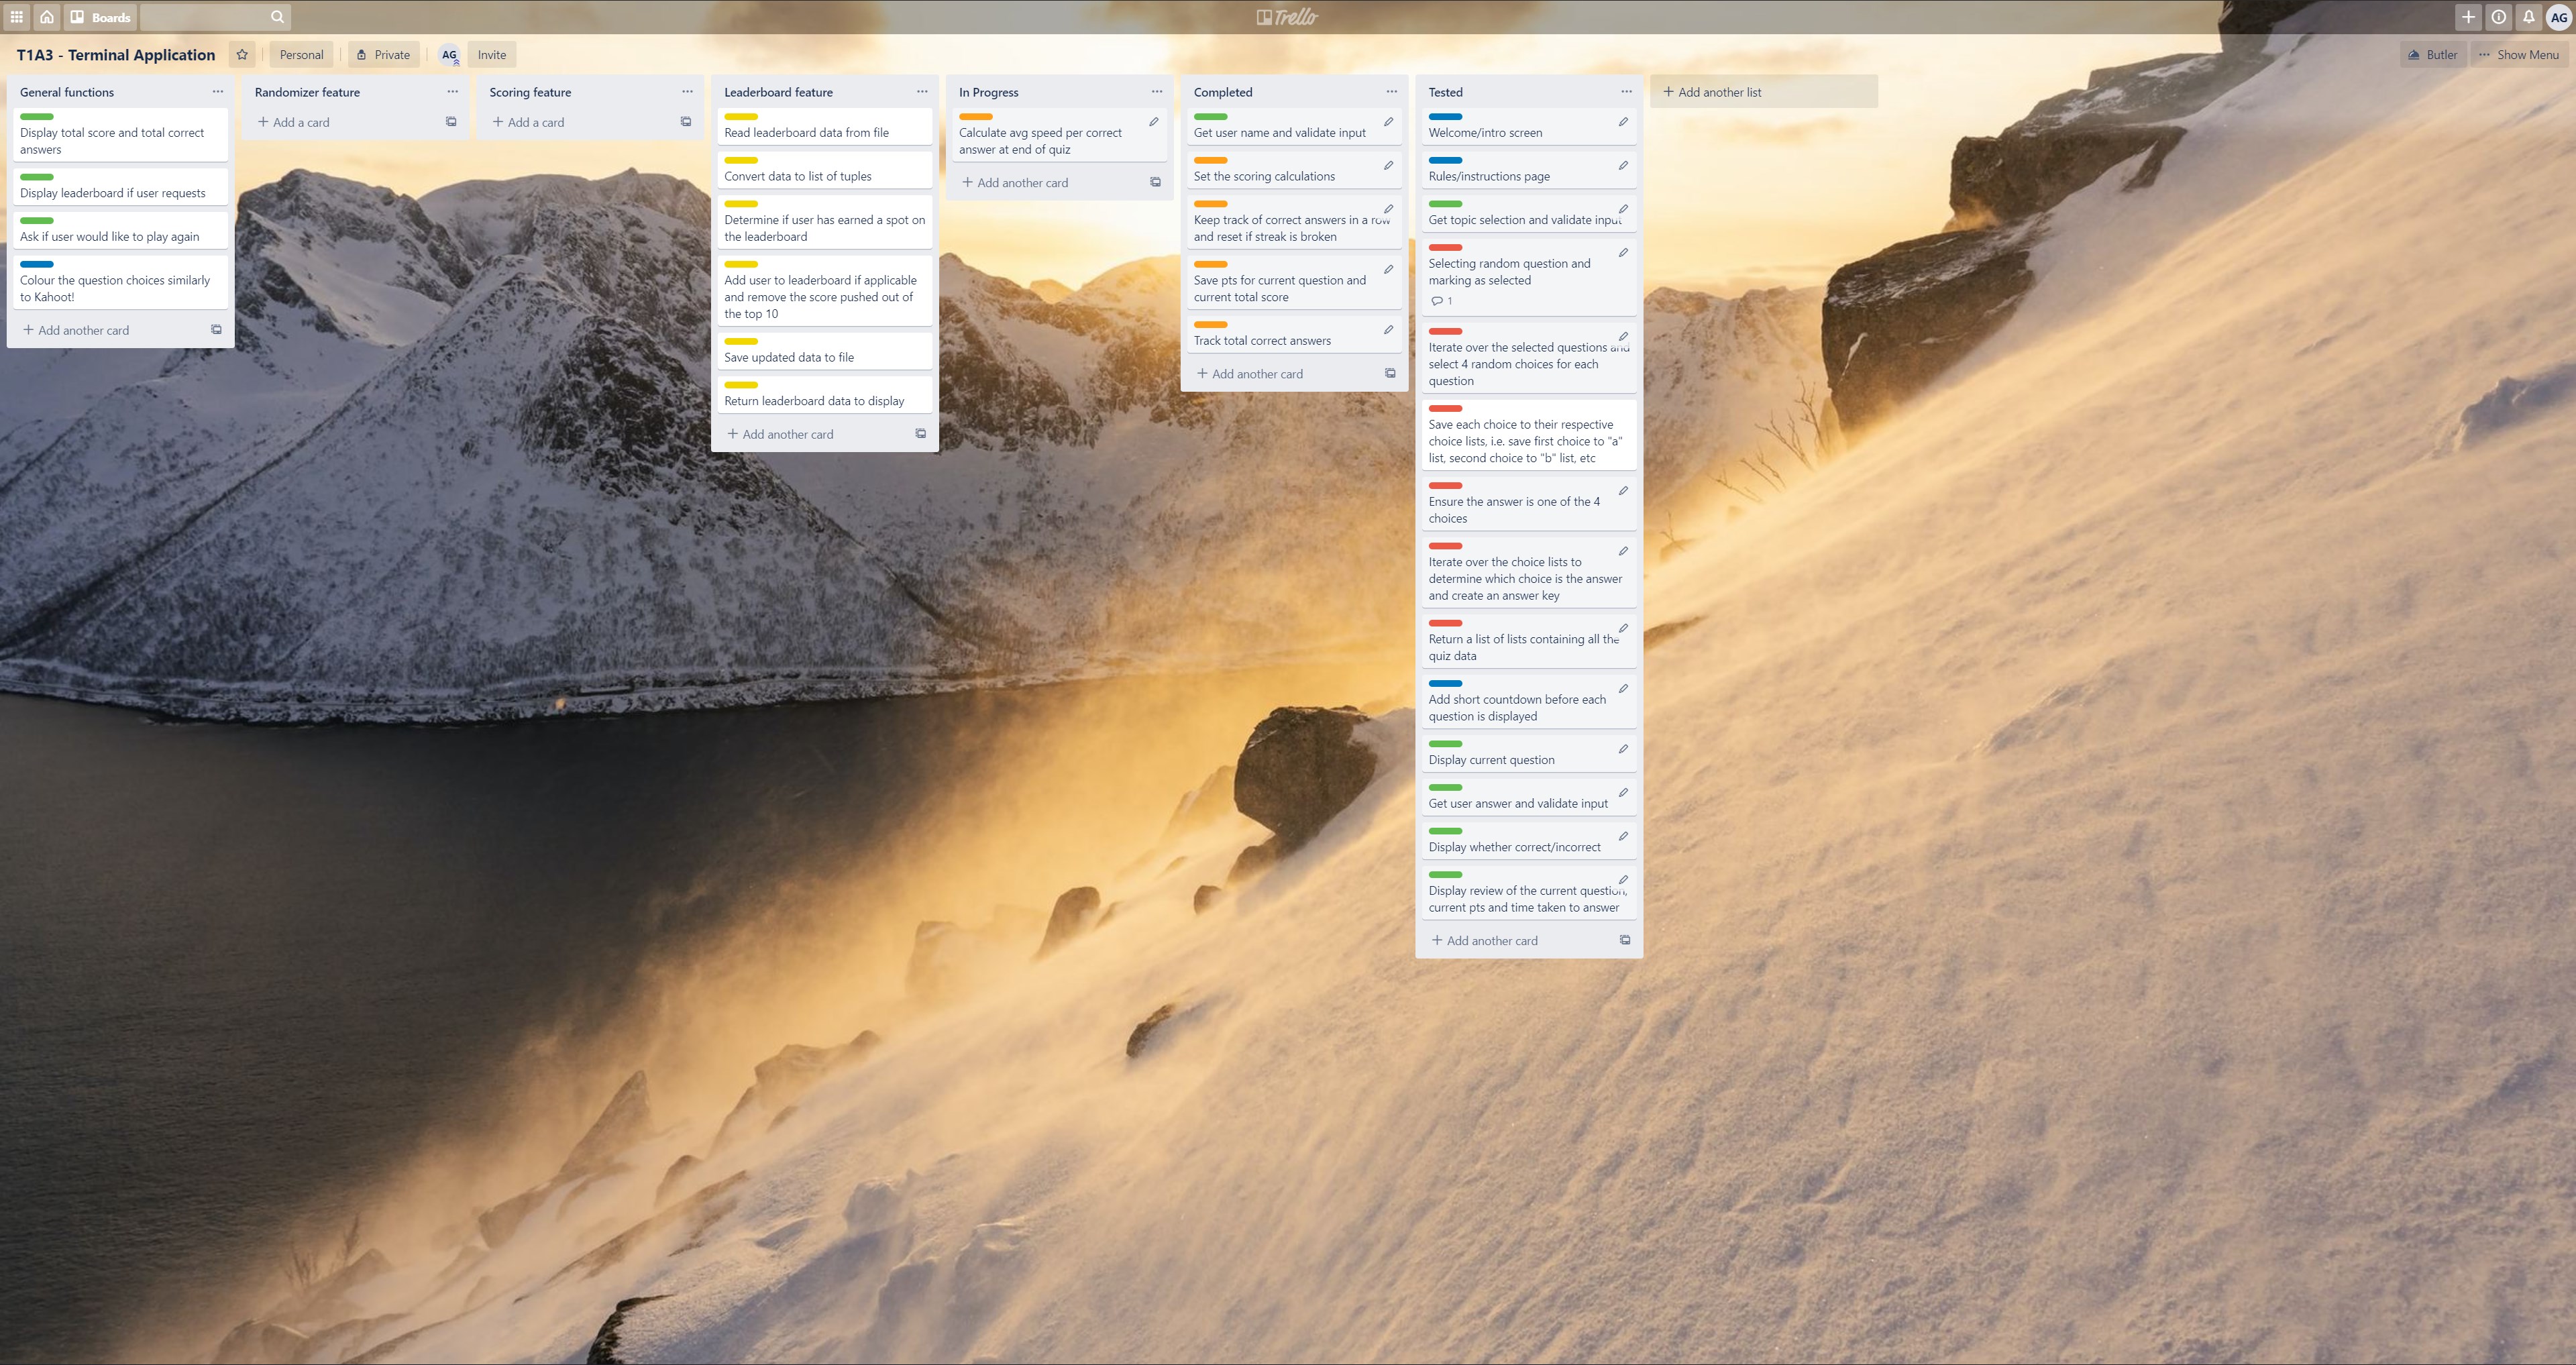 Boards
Trello
AG
T1A3 - Terminal Application
Personal
Private
AG
Invite
Butler
Show Menu
General functions
Display total score and total correct
answers
Display leaderboard if user requests
Ask if user would like to play again
Colour the question choices similarly
to Kahoot!
+ Add another card
Randomizer feature
+ Add a card
Scoring feature
+ Add a card
Leaderboard feature
Read leaderboard data from file
Convert data to list of tuples
Determine if user has earned a spot on
the leaderboard
Add user to leaderboard if applicable
and remove the score pushed out of
the top 10
Save updated data to file
Return leaderboard data to display
+ Add another card
In Progress
Calculate avg speed per correct
answer at end of quiz
+ Add another card
Completed
Get user name and validate input
Set the scoring calculations
Keep track of correct answers in a row
and reset if streak is broken
Save pts for current question and
current total score
Track total correct answers
+ Add another card
Tested
Welcome/intro screen
Rules/instructions page
Get topic selection and validate input
Selecting random question and
marking as selected
1
Iterate over the selected questions and
select 4 random choices for each
question
Save each choice to their respective
choice lists, i.e. save first choice to "a"
list, second choice to "b" list, etc
Ensure the answer is one of the 4
choices
Iterate over the choice lists to
determine which choice is the answer
and create an answer key
Return a list of lists containing all the
quiz data
Add short countdown before each
question is displayed
Display current question
Get user answer and validate input
Display whether correct/incorrect
Display review of the current question,
current pts and time taken to answer
+ Add another card
+ Add another list